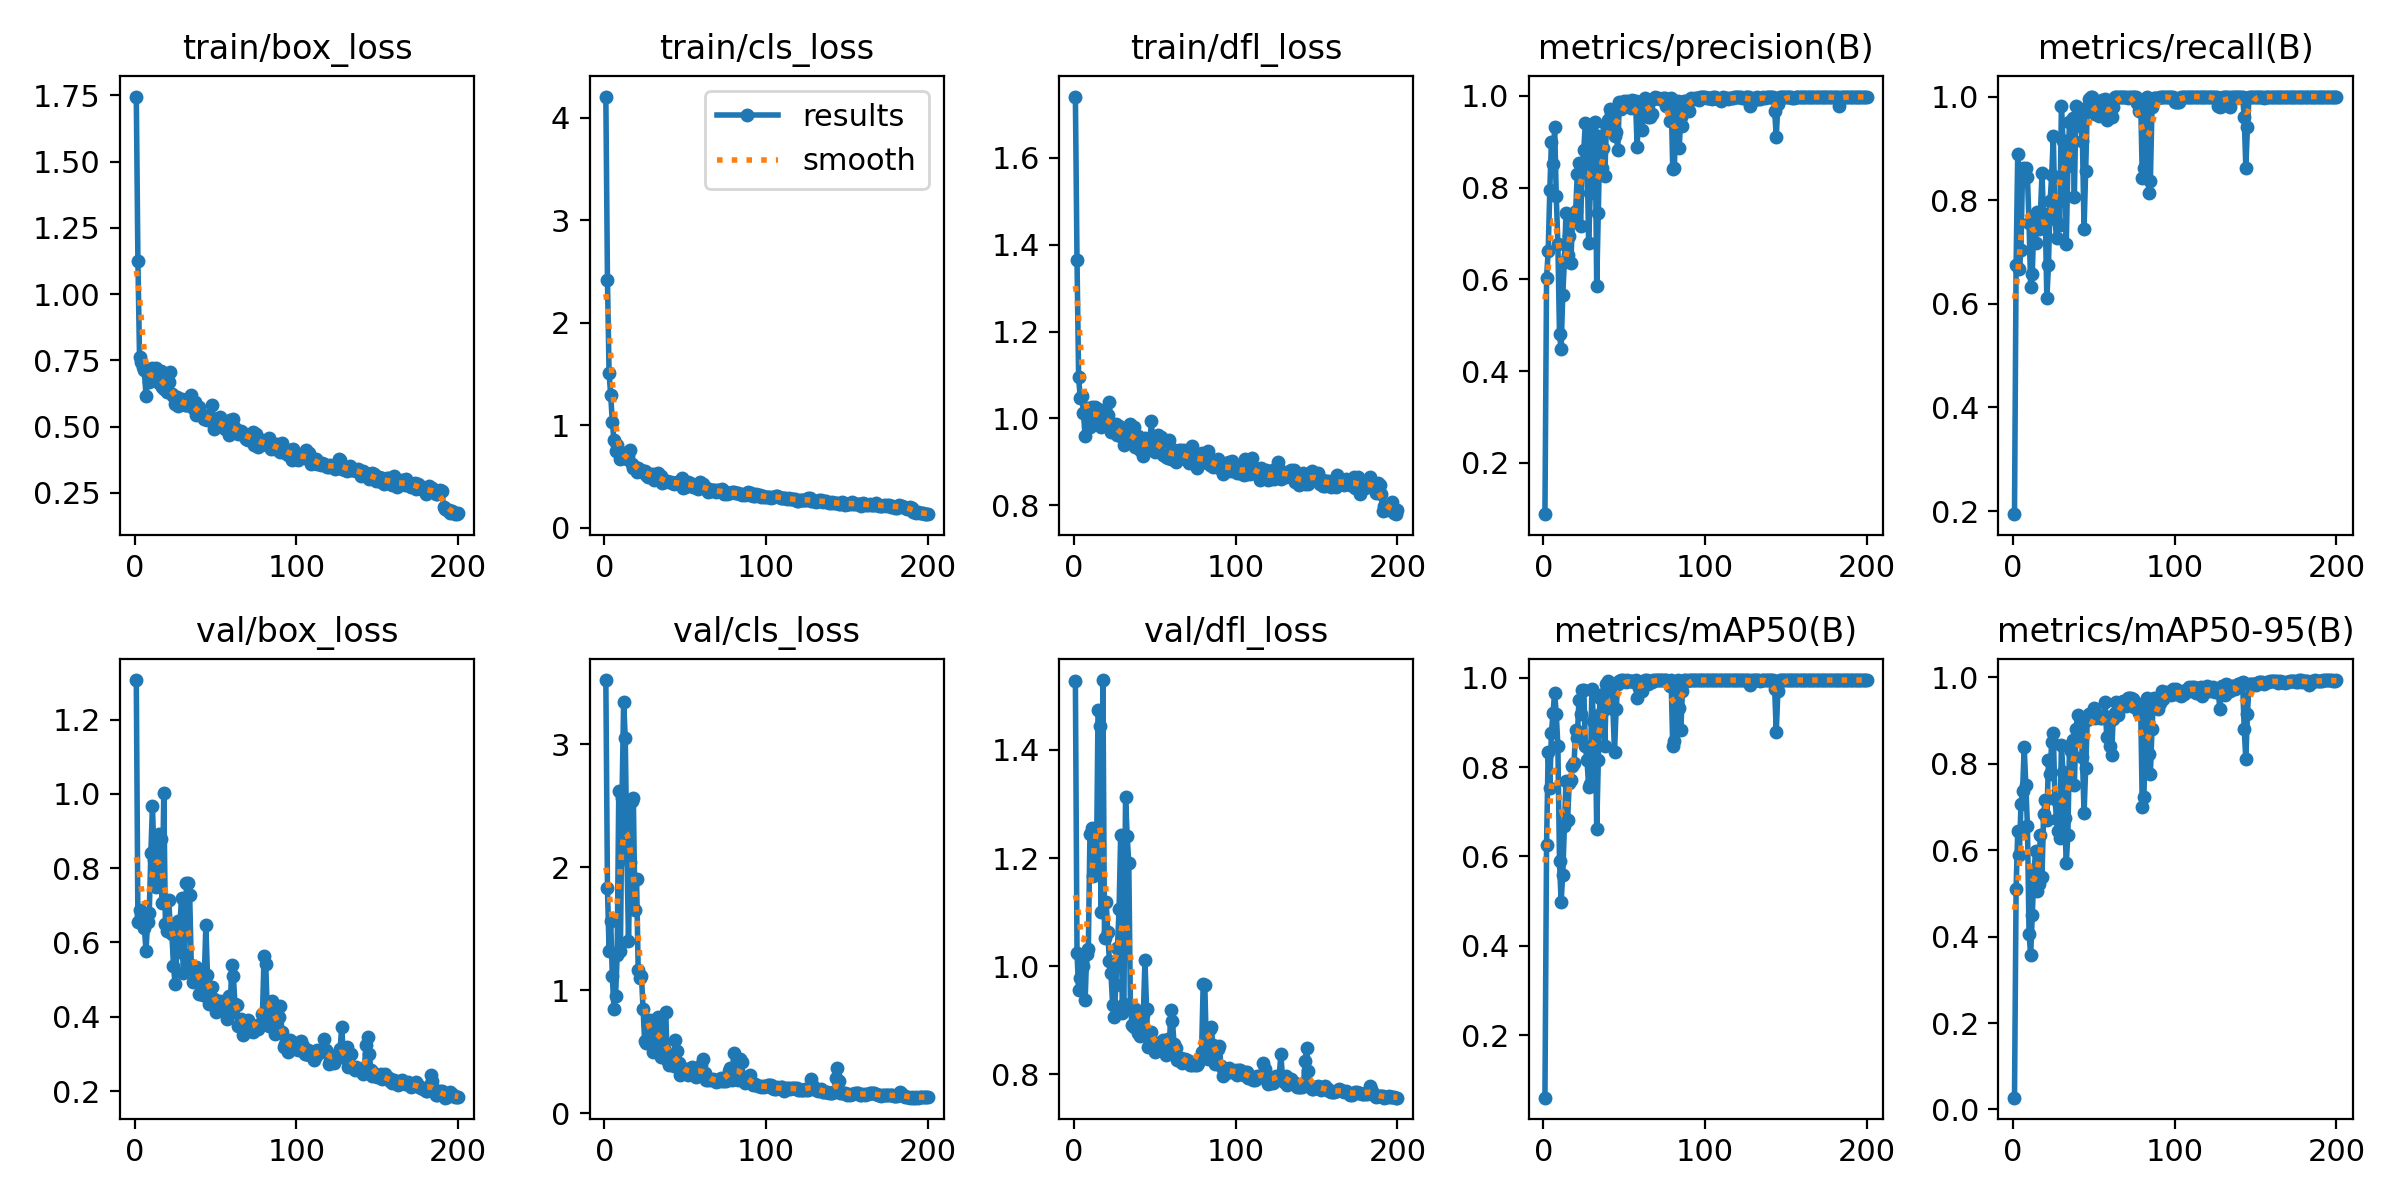 train/box_loss
1.75
1.50
1.25
1.00
0.75
0.50
0.25
0 100 200
train/cls_loss
results
smooth
4
3
2
1
0
0 100 200
train/dfl_loss
1.6
1.4
1.2
1.0
0.8
0 100 200
metrics/precision(B)
1.0
0.8
0.6
0.4
0.2
0 100 200
metrics/recall(B)
1.0
0.8
0.6
0.4
0.2
0 100 200
val/box_loss
1.2
1.0
0.8
0.6
0.4
0.2
0 100 200
val/cls_loss
3
2
1
0
0 100 200
val/dfl_loss
1.4
1.2
1.0
0.8
0 100 200
metrics/mAP50(B)
1.0
0.8
0.6
0.4
0.2
0 100 200
metrics/mAP50-95(B)
1.0
0.8
0.6
0.4
0.2
0.0
0 100 200